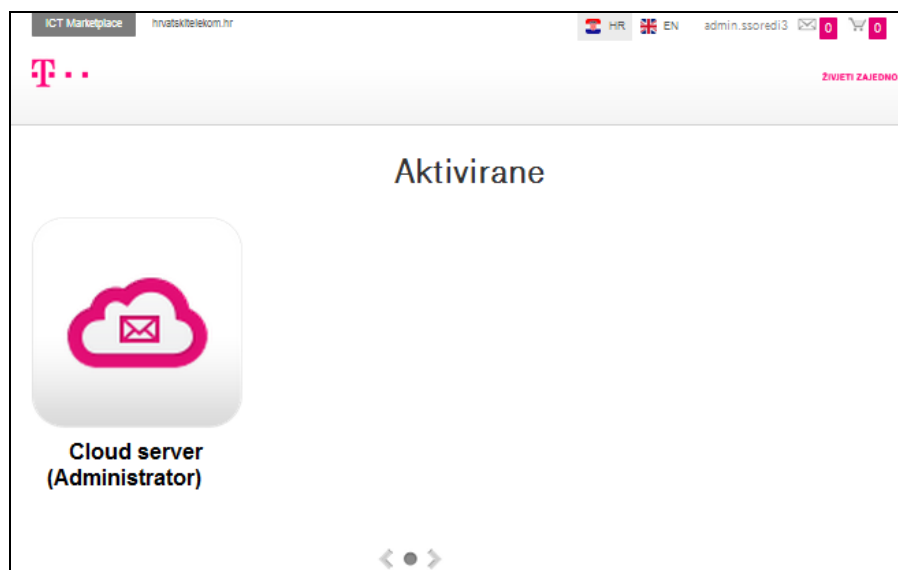 ICT Marketplace hrvatskitelekom.hr HR EN admin.ssoredi3 0 0
T
ŽIVJETI ZAJEDNO
Aktivirane
Cloud server
(Administrator)